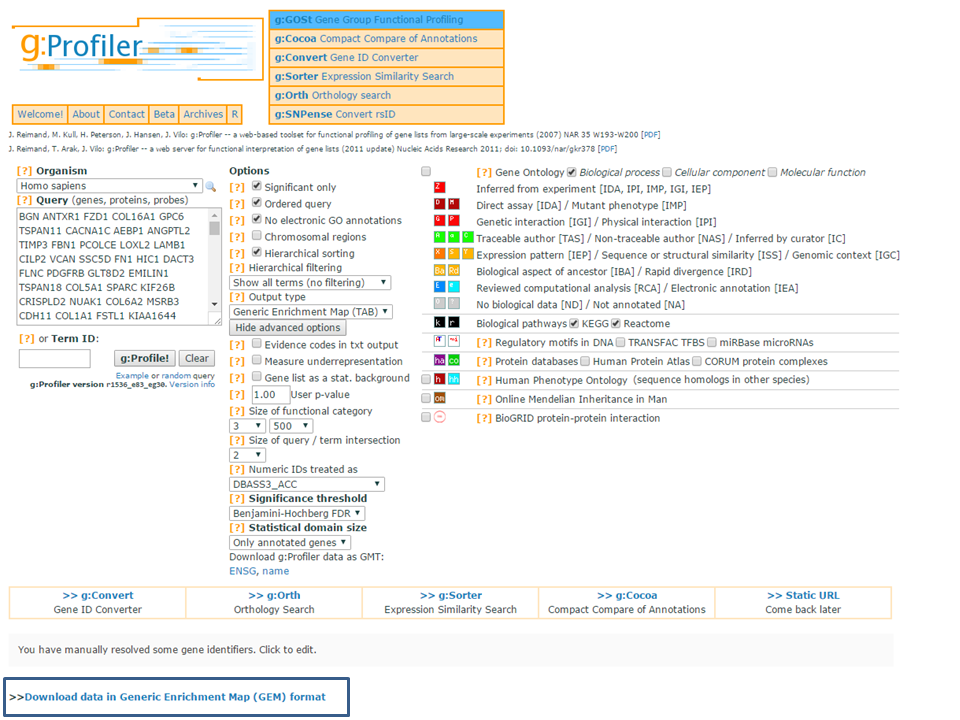 g:Profiler
g:GOSt Gene Group Functional Profiling
g:Cocoa Compact Compare of Annotations
g:Convert Gene ID Converter
g:Sorter Expression Similarity Search
g:Orth Orthology search
g:SNPense Convert rsID
Welcome! About Contact Beta Archives R
J. Reimand, M. Kull, H. Peterson, J. Hansen, J. Vilo: g:Profiler -- a web-based toolset for functional profiling of gene lists from large-scale experiments (2007) NAR 35 W193-W200 [PDF]
J. Reimand, T. Arak, J. Vilo: g:Profiler -- a web server for functional interpretation of gene lists (2011 update) Nucleic Acids Research 2011; doi: 10.1093/nar/gkr378 [PDF]
[?] Organism
Homo sapiens
[?] Query (genes, proteins, probes)
BGN ANTXR1 FZD1 COL16A1 GPC6
TSPAN11 CACNA1C AEBP1 ANGPTL2
TIMP3 FBN1 PCOLCE LOXL2 LAMB1
CILP2 VCAN SSC5D FN1 HIC1 DACT3
FLNC PDGFRB GLT8D2 EMILIN1
TSPAN18 COL5A1 SPARC KIF26B
CRISPLD2 NUAK1 COL6A2 MSRB3
CDH11 COL1A1 FSTL1 KIAA1644
[?] or Term ID:
g:Profile! Clear
Example or random query
g:Profiler version r1536_e83_eg30. Version info
Options
[?] Significant only
[?] Ordered query
[?] No electronic GO annotations
[?] Chromosomal regions
[?] Hierarchical sorting
[?] Hierarchical filtering
Show all terms (no filtering)
[?] Output type
Generic Enrichment Map (TAB)
Hide advanced options
[?] Evidence codes in txt output
[?] Measure underrepresentation
[?] Gene list as a stat. background
[?] 1.00 User p-value
[?] Size of functional category
3 500
[?] Size of query / term intersection
2
[?] Numeric IDs treated as
DBASS3_ACC
[?] Significance threshold
Benjamini-Hochberg FDR
[?] Statistical domain size
Only annotated genes
Download g:Profiler data as GMT:
ENSG, name
[?] Gene Ontology Biological process Cellular component Molecular function
I Inferred from experiment [IDA, IPI, IMP, IGI, IEP]
D M Direct assay [IDA] / Mutant phenotype [IMP]
G P Genetic interaction [IGI] / Physical interaction [IPI]
A a C Traceable author [TAS] / Non-traceable author [NAS] / Inferred by curator [IC]
X S Y Expression pattern [IEP] / Sequence or structural similarity [ISS] / Genomic context [IGC]
Ba Rd Biological aspect of ancestor [IBA] / Rapid divergence [IRD]
E e Reviewed computational analysis [RCA] / Electronic annotation [IEA]
No biological data [ND] / Not annotated [NA]
k r Biological pathways KEGG Reactome
[?] Regulatory motifs in DNA TRANSFAC TFBS miRBase microRNAs
ha co [?] Protein databases Human Protein Atlas CORUM protein complexes
h hh [?] Human Phenotype Ontology (sequence homologs in other species)
om [?] Online Mendelian Inheritance in Man
[?] BioGRID protein-protein interaction
>> g:Convert
Gene ID Converter
>> g:Orth
Orthology Search
>> g:Sorter
Expression Similarity Search
>> g:Cocoa
Compact Compare of Annotations
>> Static URL
Come back later
You have manually resolved some gene identifiers. Click to edit.
>>Download data in Generic Enrichment Map (GEM) format